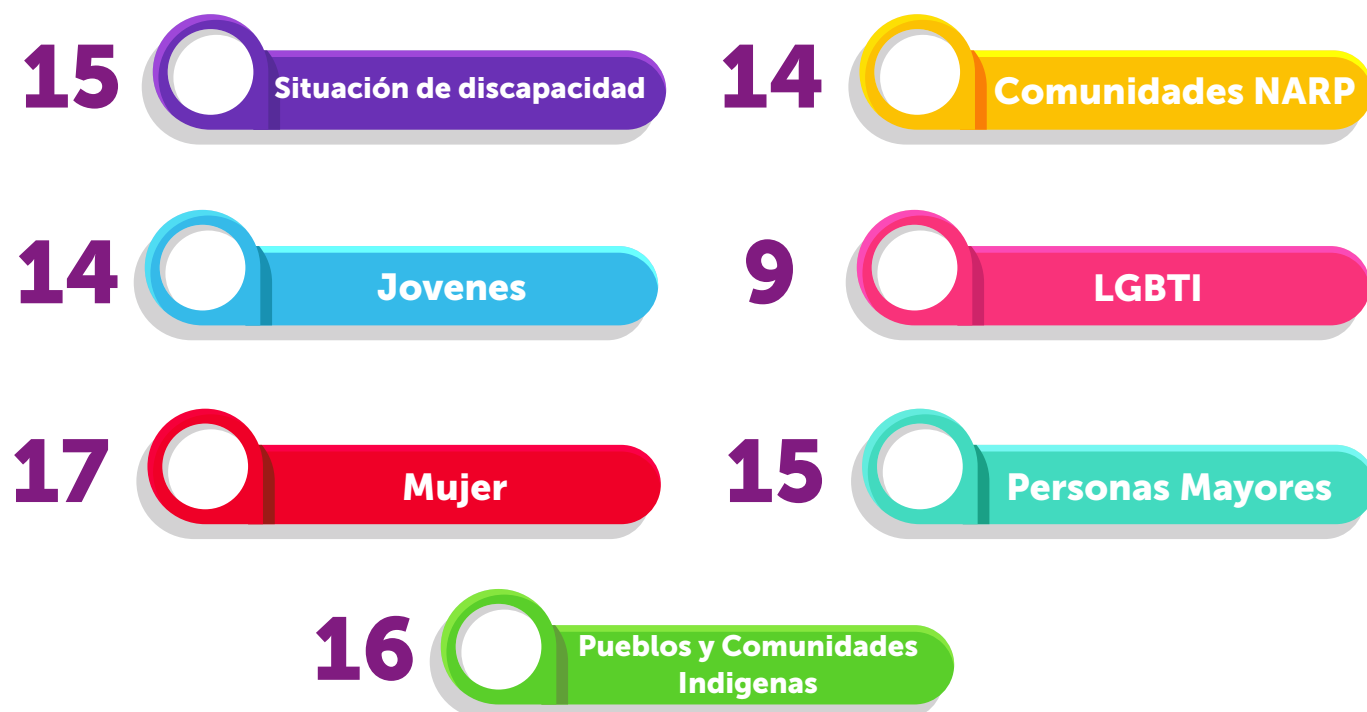 15
Situación de discapacidad
14
Comunidades NARP
14
Jovenes
9
LGBTI
17
Mujer
15
Personas Mayores
16
Pueblos y Comunidades
Indigenas